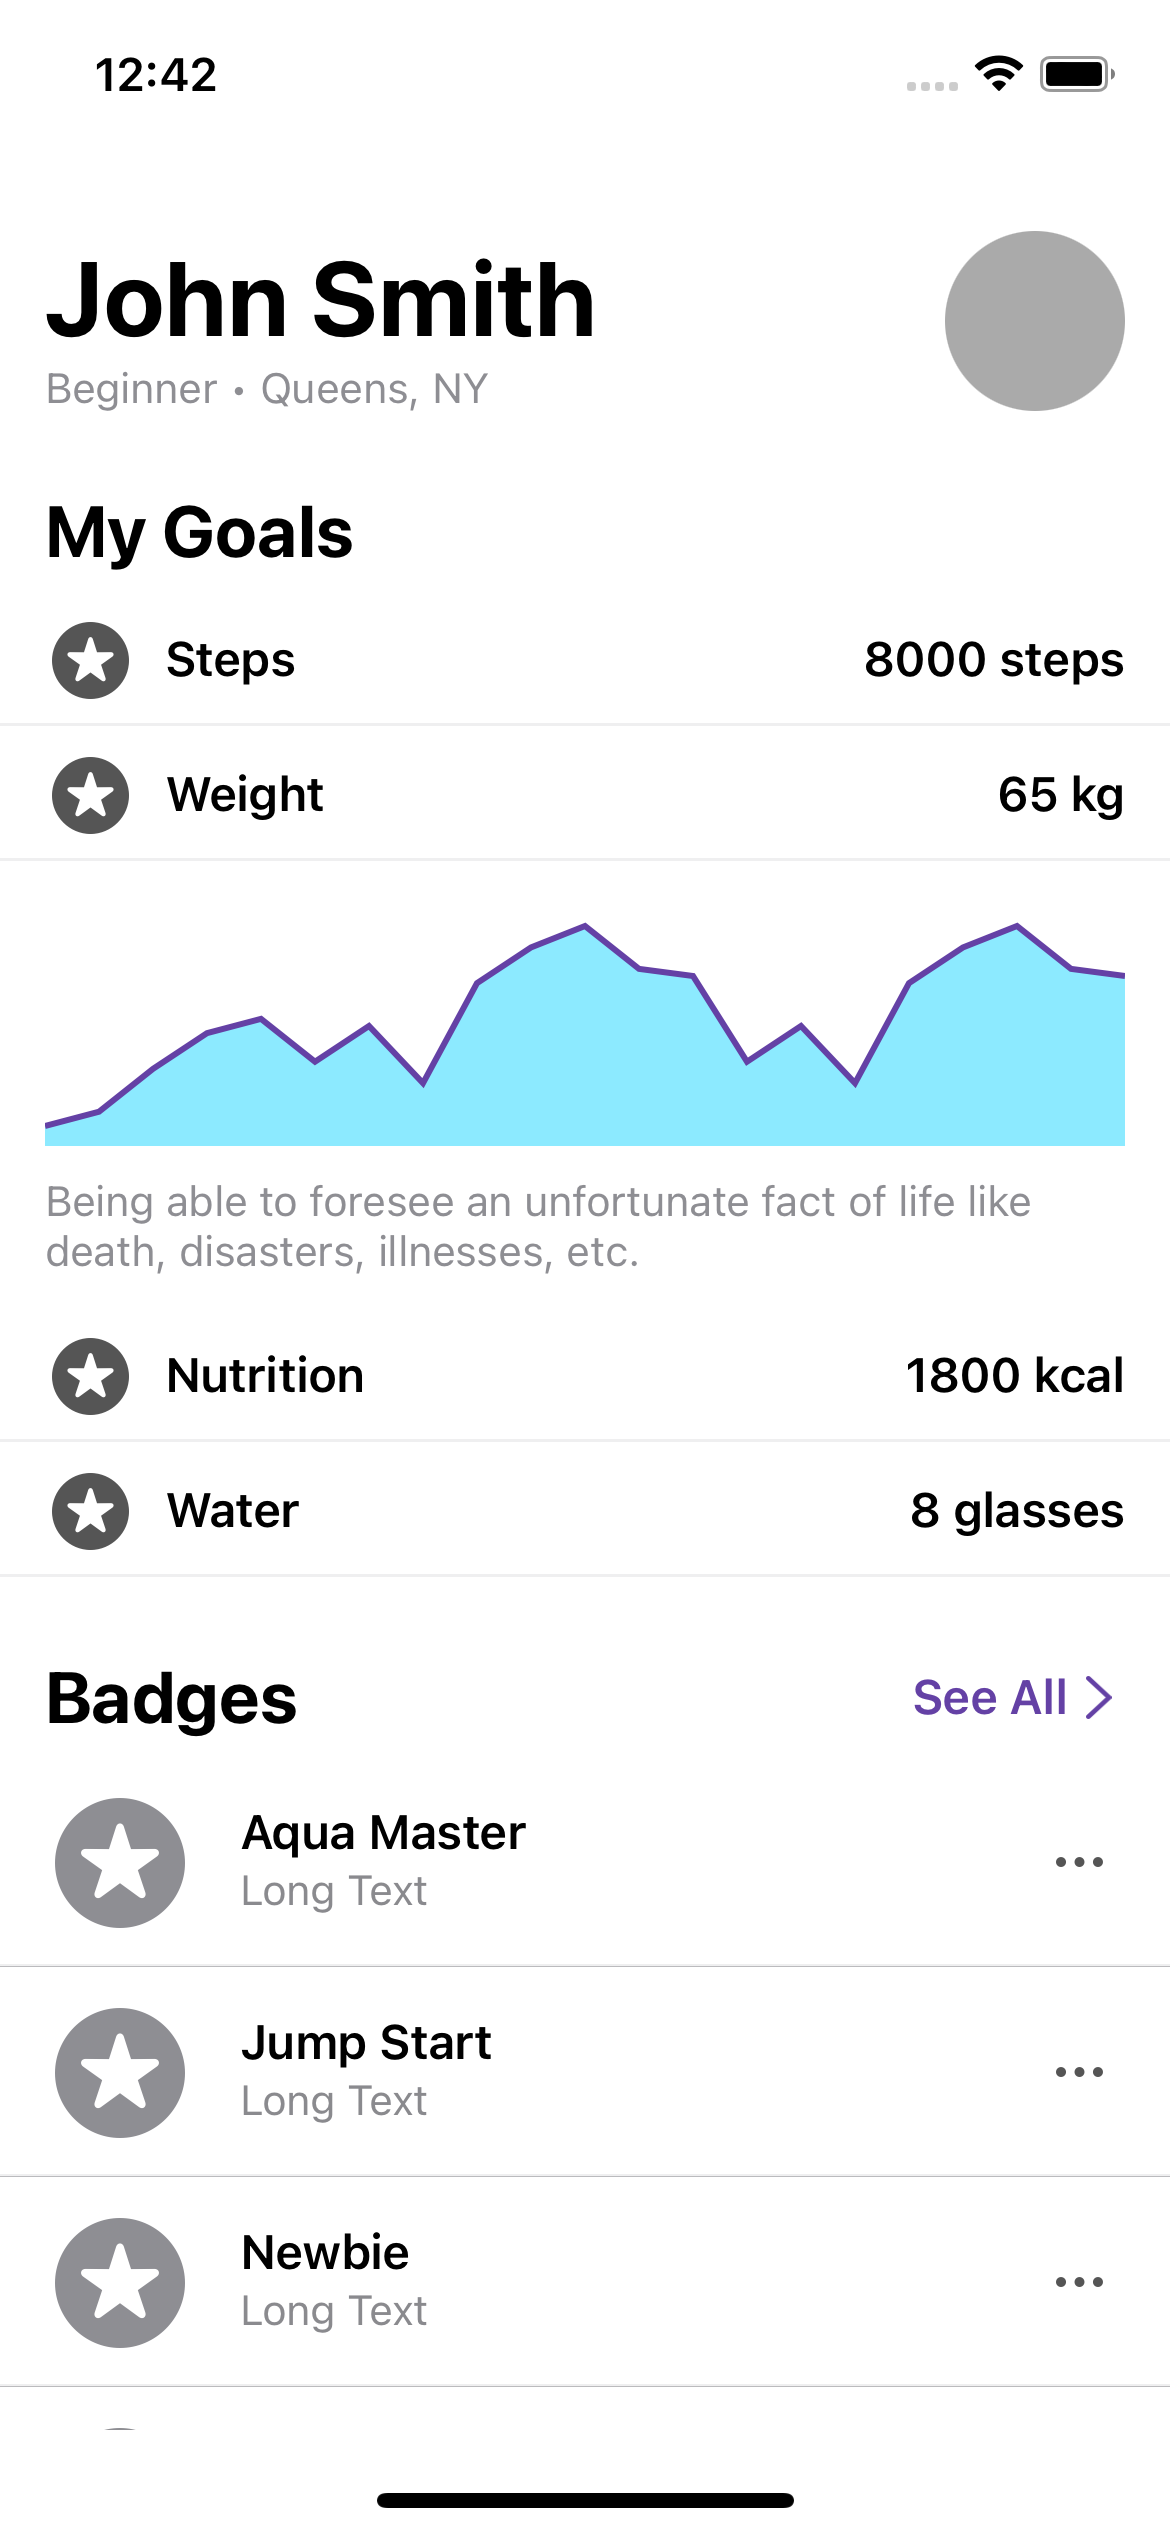 12:42
John Smith
Beginner • Queens, NY
My Goals
Steps
8000 steps
Weight
65 kg
Being able to foresee an unfortunate fact of life like
death, disasters, illnesses, etc.
Nutrition
1800 kcal
Water
8 glasses
Badges
See All
Aqua Master
Long Text
Jump Start
Long Text
Newbie
Long Text